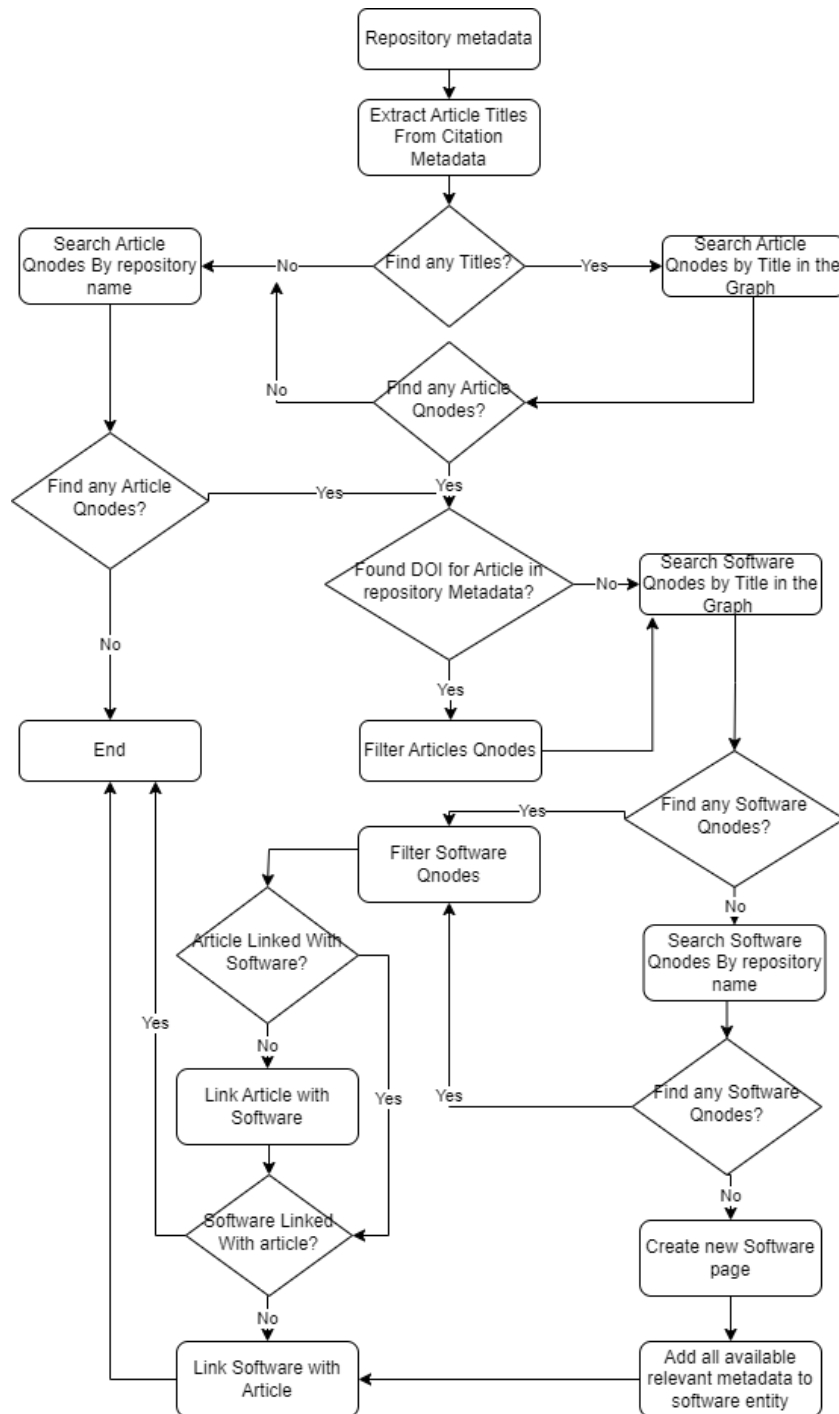 Repository metadata
Extract Article Titles
From Citation
Metadata
Search Article
Qnodes By repository
name
No
Find any Titles?
Yes
Search Article
Qnodes by Title in the
Graph
No
Find any Article
Qnodes?
Find any Article
Qnodes?
Yes
Yes
Found DOI for Article in
repository Metadata?
No
Search Software
Qnodes by Title in the
Graph
No
Yes
End
Filter Articles Qnodes
Find any Software
Qnodes?
Yes
Filter Software
Qnodes
No
Article Linked With
Software?
Search Software
Qnodes By repository
name
Yes
No
Link Article with
Software
Yes
Yes
Find any Software
Qnodes?
Software Linked
With article?
No
Create new Software
page
No
Link Software with
Article
Add all available
relevant metadata to
software entity